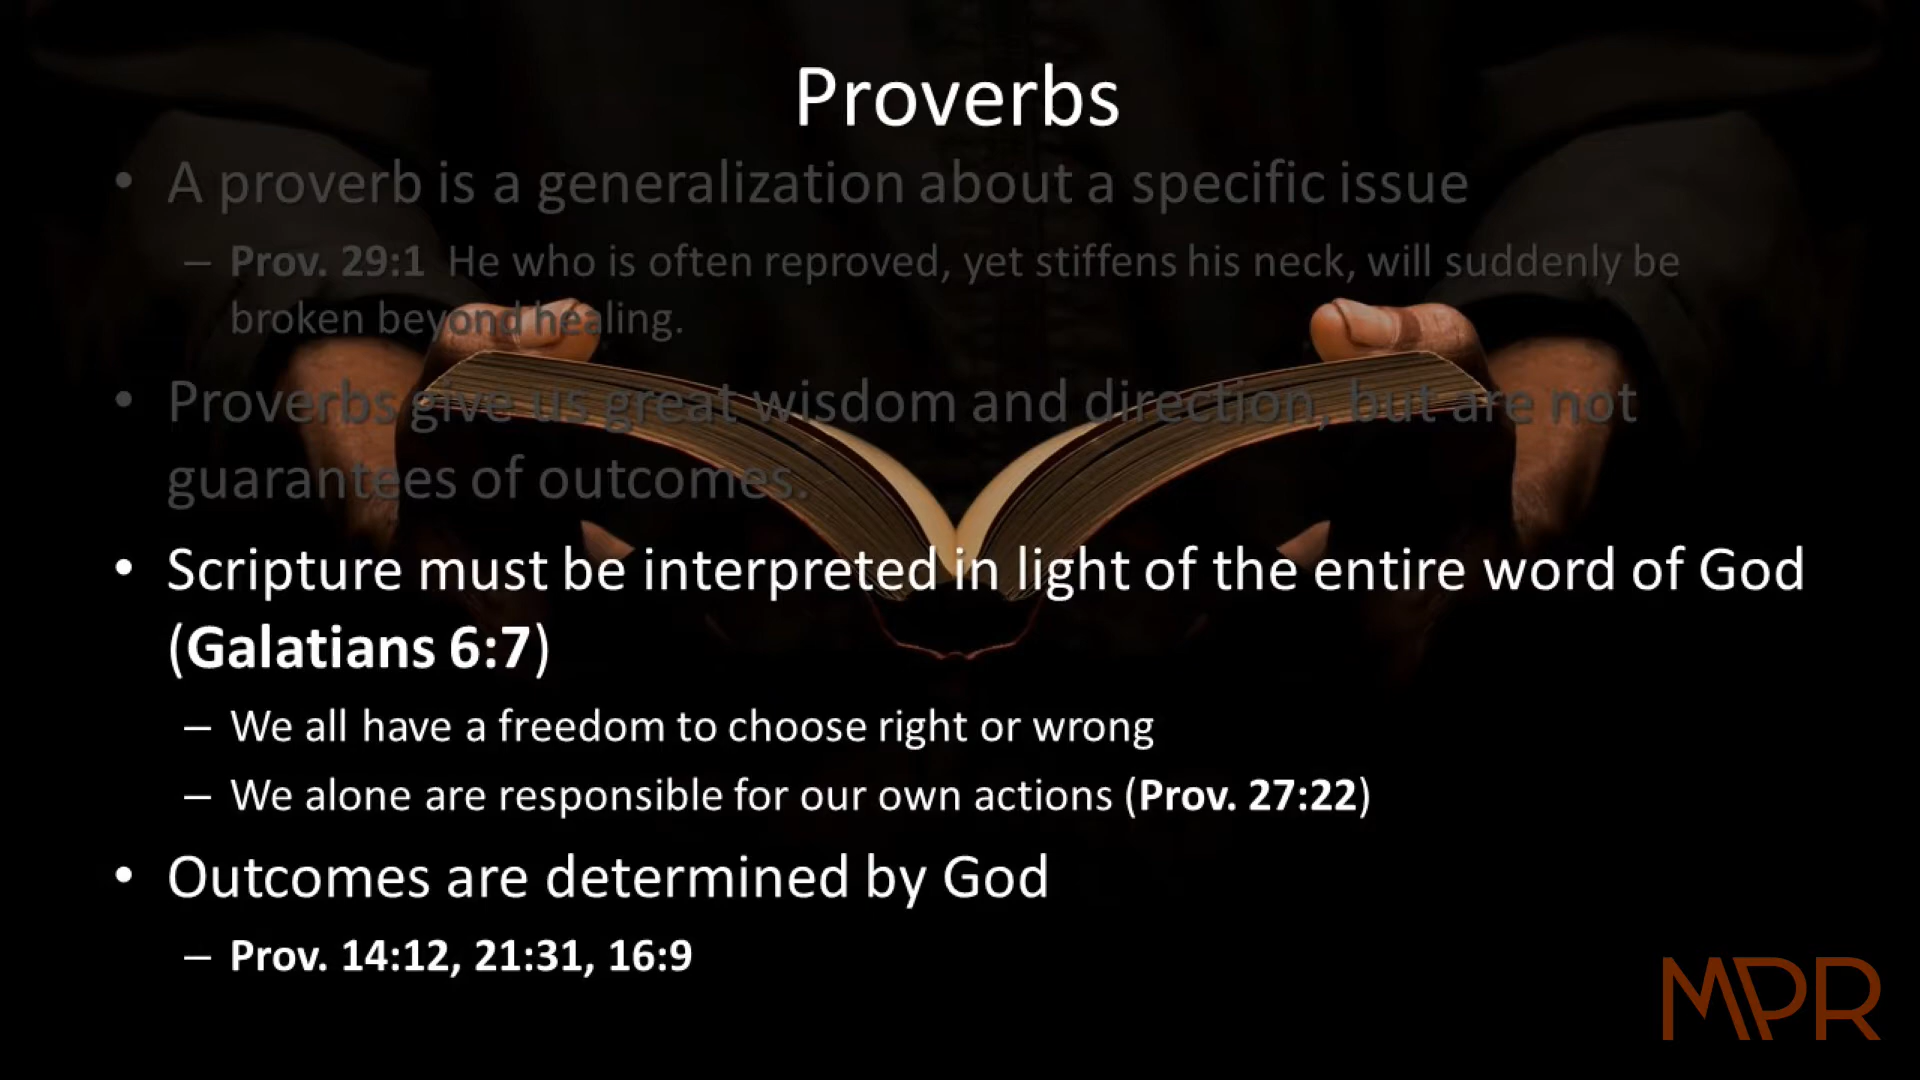 Proverbs
• A proverb is a generalization about a specific issue
– Prov. 29:1 He who is often reproved, yet stiffens his neck, will suddenly be
broken beyond healing.
• Proverbs give us great wisdom and direction, but are not
guarantees of outcomes.
• Scripture must be interpreted in light of the entire word of God
(Galatians 6:7)
– We all have a freedom to choose right or wrong
– We alone are responsible for our own actions (Prov. 27:22)
• Outcomes are determined by God
– Prov. 14:12, 21:31, 16:9
MPR